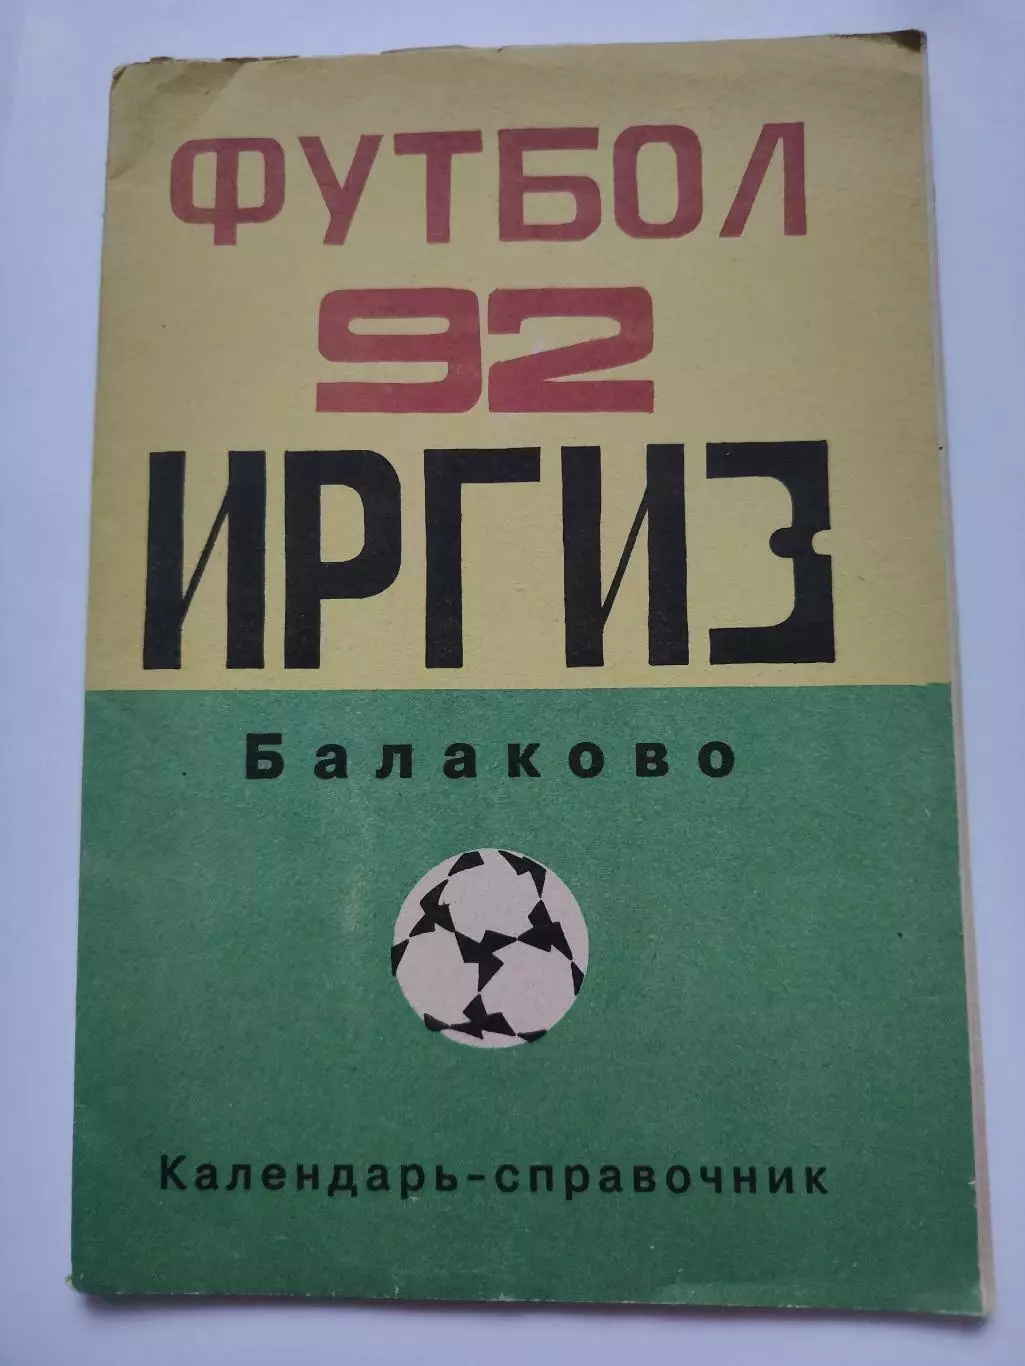 ФУТБОЛ
92
ИРГИЗ
Балаково
Календарь-справочник